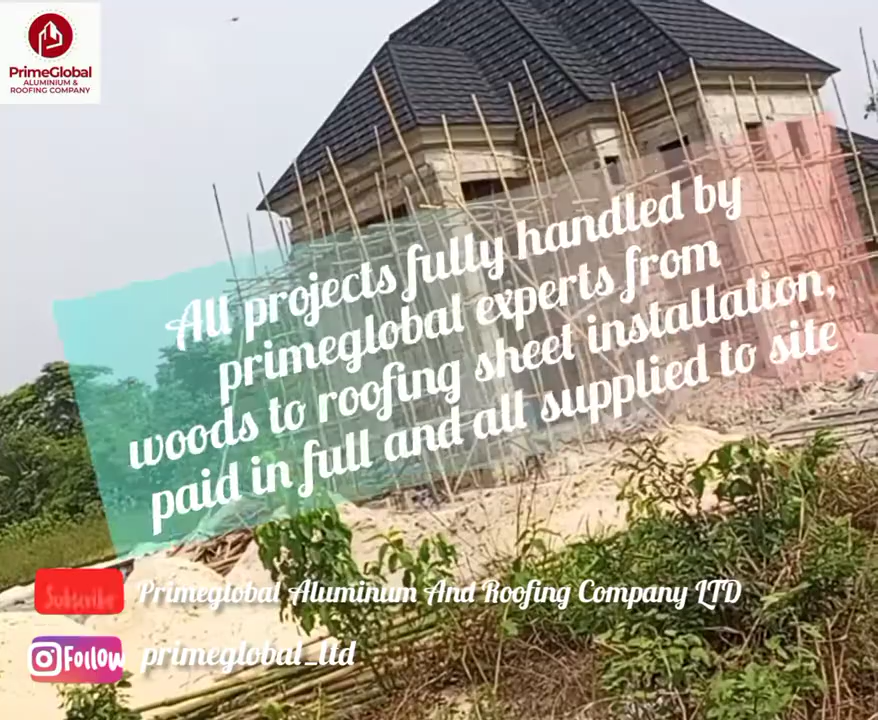 PrimeGlobal
ALUMINIUM &
ROOFING COMPANY
All projects fully handled by
primeglobal experts from
woods to roofing sheet installation,
paid in full and all supplied to site
Subscribe
Primeglobal Aluminum And Roofing Company LTD
Follow
primeglobal_ltd